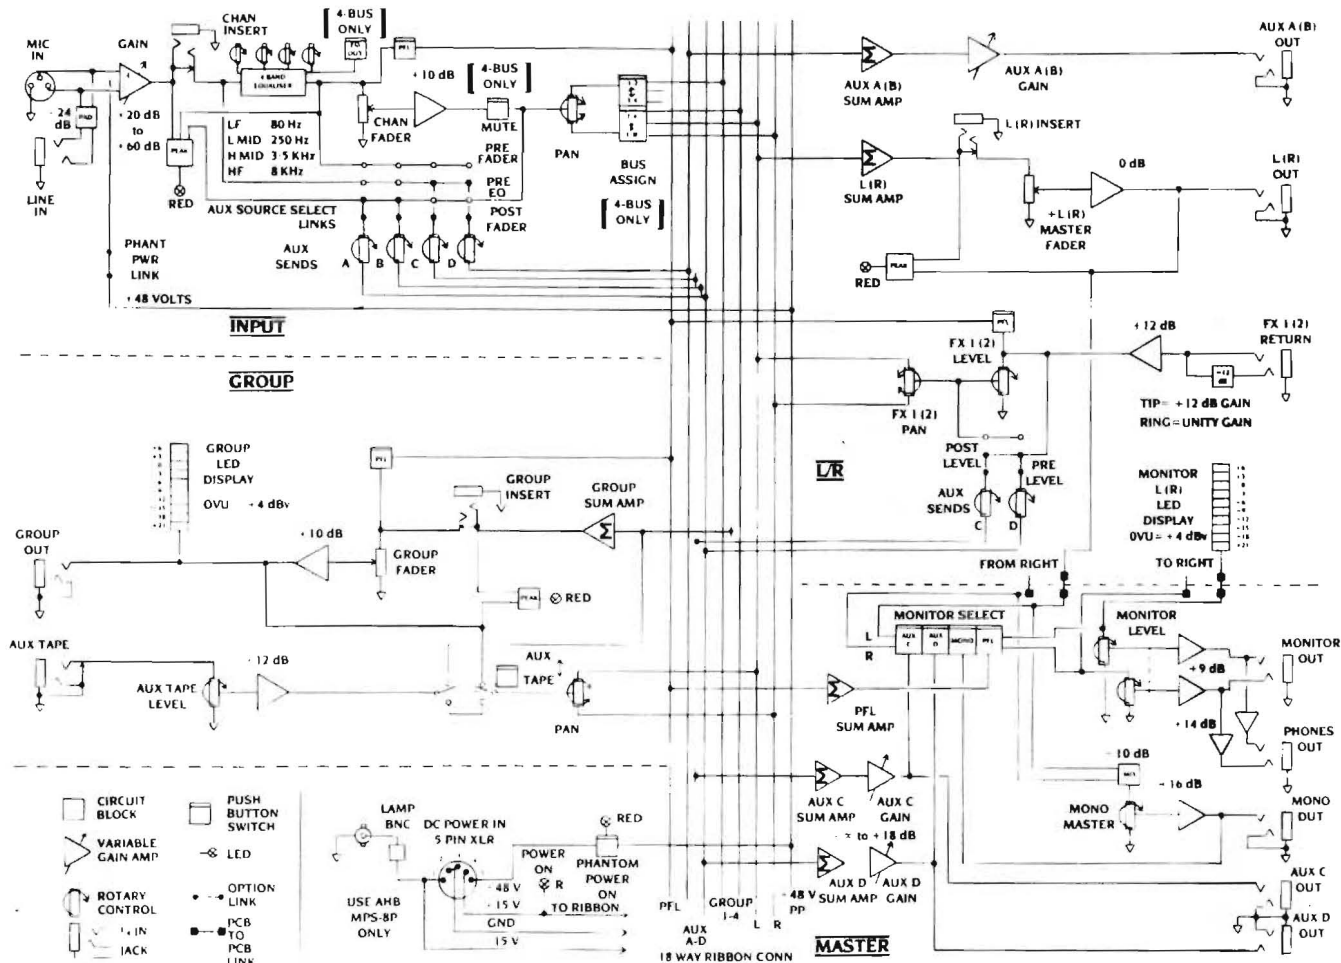 MIC
IN
GAIN
CHAN
INSERT
4-BUS
ONLY
PFL
4 BAND
EQUALISER
+10 dB
4-BUS
ONLY
24
dB
PAD
+20 dB
to
+60 dB
PEAK
RED
LINE
IN
LF 80 Hz
L MID 250 Hz
H MID 3·5 KHz
HF 8 KHz
CHAN
FADER
MUTE
PAN
BUS
ASSIGN
4-BUS
ONLY
PRE
FADER
PRE
EQ
POST
FADER
AUX SOURCE SELECT
LINKS
AUX
SENDS
A
B
C
D
PHANT
PWR
LINK
+48 VOLTS
INPUT
AUX A(B)
SUM AMP
AUX A(B)
GAIN
AUX A(B)
OUT
L(R)
SUM AMP
L(R) INSERT
0 dB
+L(R)
MASTER
FADER
L(R)
OUT
PEAK
RED
PFL
FX 1(2)
LEVEL
+12 dB
FX 1(2)
RETURN
-12
dB
FX 1(2)
PAN
TIP= +12 dB GAIN
RING=UNITY GAIN
POST
LEVEL
PRE
LEVEL
L/R
AUX
SENDS
C
D
MONITOR
L(R)
LED
DISPLAY
0VU=+4 dBv
FROM RIGHT
TO RIGHT
GROUP
GROUP
LED
DISPLAY
OVU +4 dBv
PFL
GROUP
INSERT
GROUP
SUM AMP
GROUP
OUT
+10 dB
GROUP
FADER
PEAK
RED
AUX TAPE
AUX TAPE
LEVEL
+12 dB
AUX
TAPE
PAN
MONITOR SELECT
L
R
AUX
C
AUX
D
MONO
PFL
MONITOR
LEVEL
MONITOR
OUT
+9 dB
+14 dB
PFL
SUM AMP
PHONES
OUT
-10 dB
MIX
-16 dB
MONO
MASTER
MONO
OUT
AUX C
SUM AMP
AUX C
GAIN
to +18 dB
AUX D
SUM AMP
AUX D
GAIN
AUX C
OUT
AUX D
OUT
MASTER
CIRCUIT
BLOCK
PUSH
BUTTON
SWITCH
VARIABLE
GAIN AMP
LED
ROTARY
CONTROL
OPTION
LINK
JACK
PCB
TO
PCB
LINK
LAMP
BNC
DC POWER IN
5 PIN XLR
POWER
ON
R
RED
PHANTOM
POWER
ON
USE AHB
MPS-8P
ONLY
48 V
15 V
GND
15 V
TO RIBBON
PFL
AUX
A-D
GROUP
1-4
L
R
48 V
PP
18 WAY RIBBON CONN